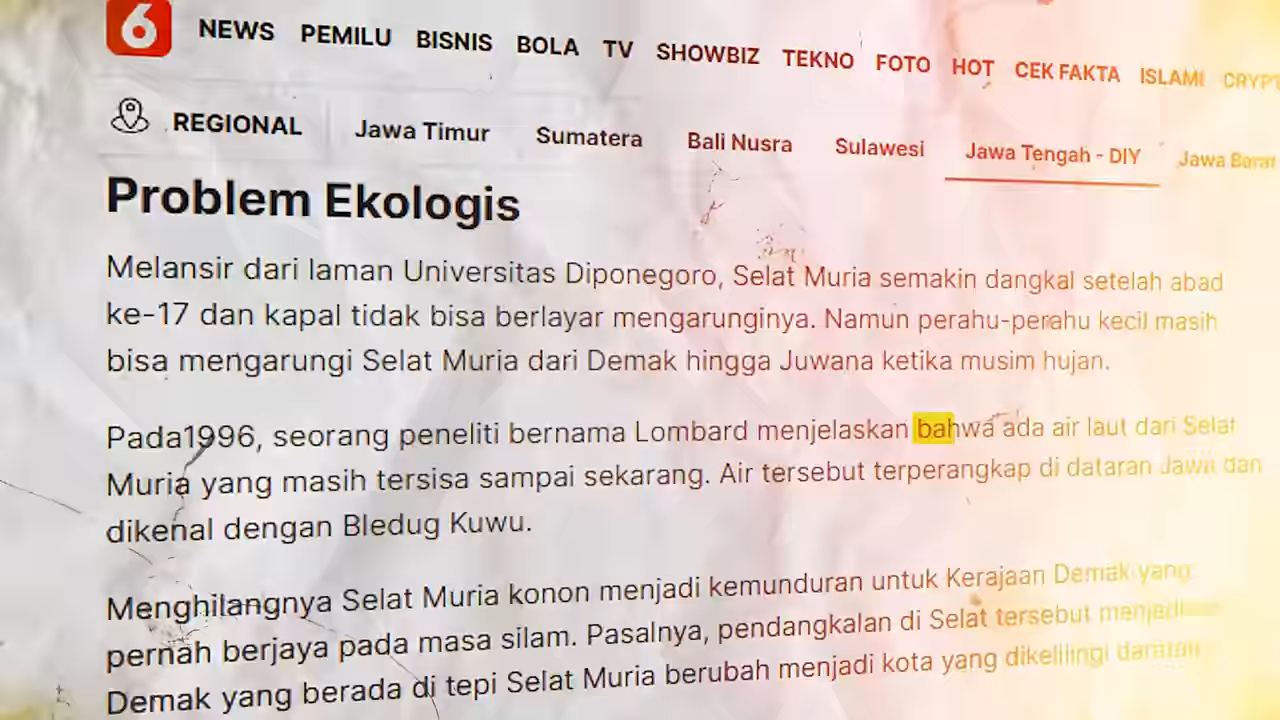 6 NEWS PEMILU BISNIS BOLA TV SHOWBIZ TEKNO FOTO HOT CEK FAKTA ISLAMI CRYPT
REGIONAL Jawa Timur Sumatera Bali Nusra Sulawesi Jawa Tengah - DIY Jawa Barat
Problem Ekologis
Melansir dari laman Universitas Diponegoro, Selat Muria semakin dangkal setelah abad
ke-17 dan kapal tidak bisa berlayar mengarunginya. Namun perahu-perahu kecil masih
bisa mengarungi Selat Muria dari Demak hingga Juwana ketika musim hujan.
Pada1996, seorang peneliti bernama Lombard menjelaskan bahwa ada air laut dari Selat
Muria yang masih tersisa sampai sekarang. Air tersebut terperangkap di dataran Jawa dan
dikenal dengan Bledug Kuwu.
Menghilangnya Selat Muria konon menjadi kemunduran untuk Kerajaan Demak yang
pernah berjaya pada masa silam. Pasalnya, pendangkalan di Selat tersebut menjadikan
Demak yang berada di tepi Selat Muria berubah menjadi kota yang dikelilingi daratan